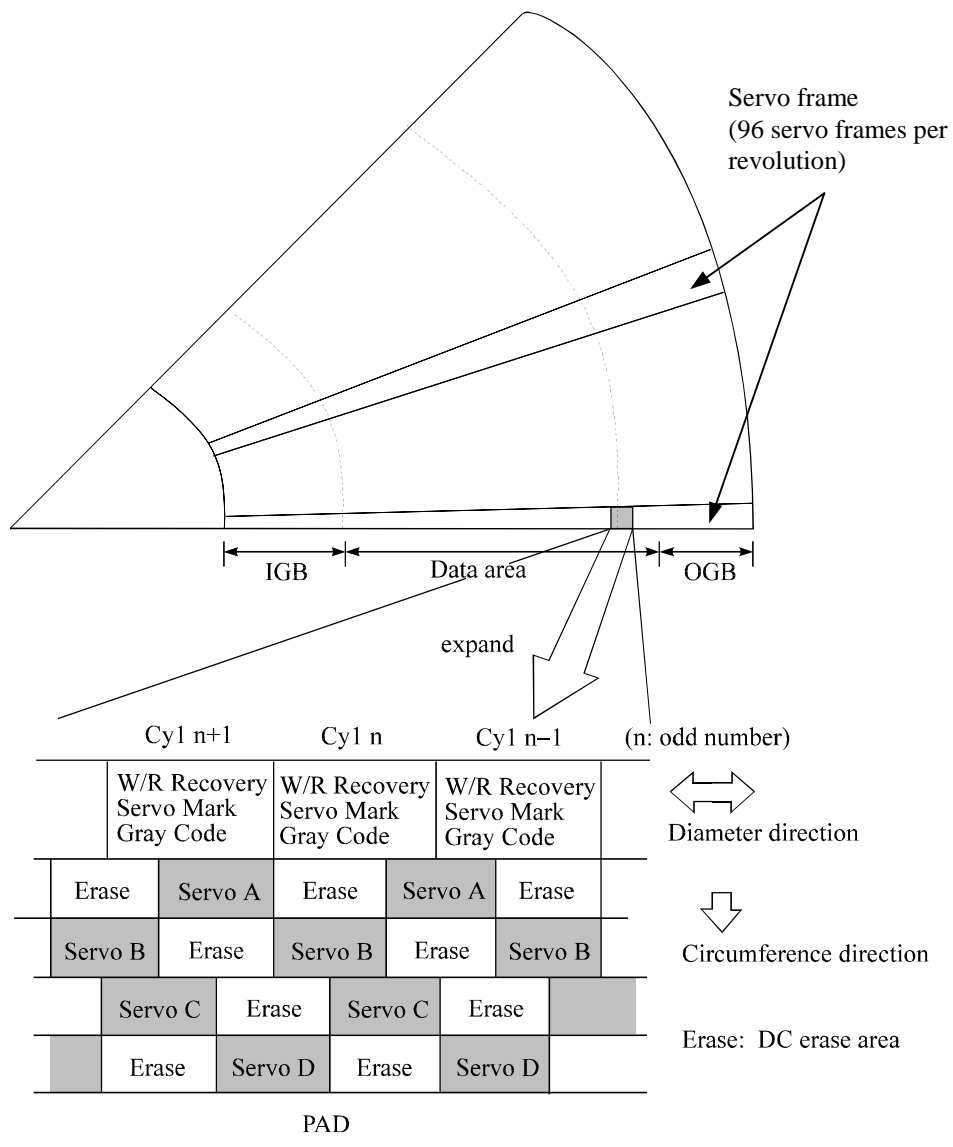 Servo frame
(96 servo frames per
revolution)
IGB
Data area
OGB
expand
Cy1 n+1
Cy1 n
Cy1 n−1
(n: odd number)
W/R Recovery
Servo Mark
Gray Code
W/R Recovery
Servo Mark
Gray Code
W/R Recovery
Servo Mark
Gray Code
Diameter direction
Erase
Servo A
Erase
Servo A
Erase
Servo B
Erase
Servo B
Erase
Servo B
Circumference direction
Servo C
Erase
Servo C
Erase
Erase: DC erase area
Erase
Servo D
Erase
Servo D
PAD